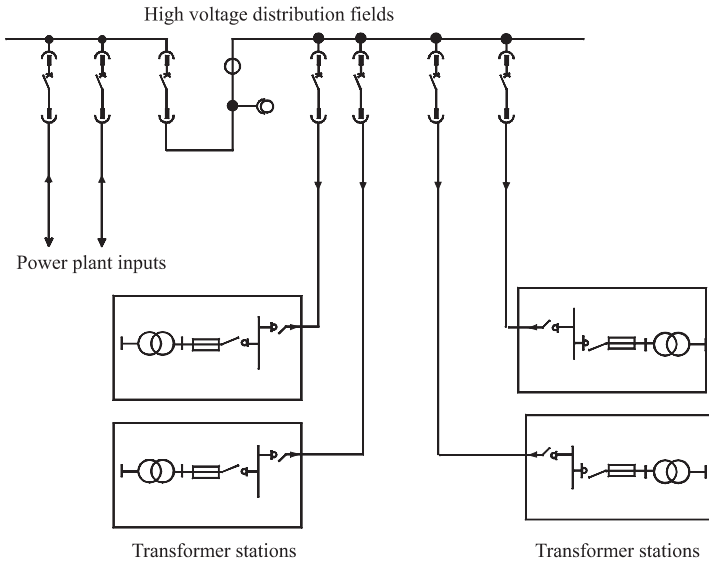 High voltage distribution fields
Power plant inputs
Transformer stations
Transformer stations